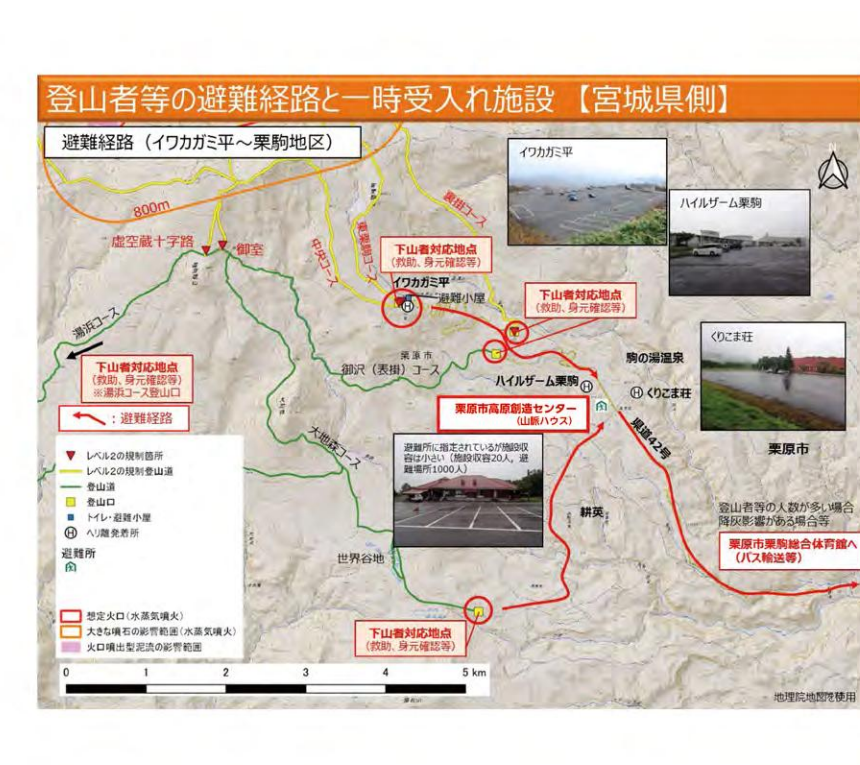 登山者等の避難経路と一時受入れ施設 【宮城県側】
避難経路（イワカガミ平～栗駒地区）
800m
虚空蔵十字路
御室
中央コース
東栗駒コース
裏掛コース
下山者対応地点
（救助、身元確認等）
イワカガミ平
避難小屋
イワカガミ平
ハイルザーム栗駒
N
下山者対応地点
（救助、身元確認等）
湯浜コース
下山者対応地点
（救助、身元確認等）
※湯浜コース登山口
：避難経路
栗原市
御沢（表掛）コース
ハイルザーム栗駒
駒の湯温泉
くりこま荘
くりこま荘
栗原市
栗原市高原創造センター
（山脈ハウス）
県道42号
大地森コース
避難所に指定されているが施設収
容は小さい（施設収容20人，避
難場所1000人）
耕英
世界谷地
下山者対応地点
（救助、身元確認等）
登山者等の人数が多い場合
降灰影響がある場合等
栗原市栗駒総合体育館へ
（バス輸送等）
レベル2の規制箇所
レベル2の規制登山道
登山道
登山口
トイレ・避難小屋
ヘリ離発着所
避難所
想定火口（水蒸気噴火）
大きな噴石の影響範囲（水蒸気噴火）
火口噴出型泥流の影響範囲
0 1 2 3 4 5 km
地理院地図を使用